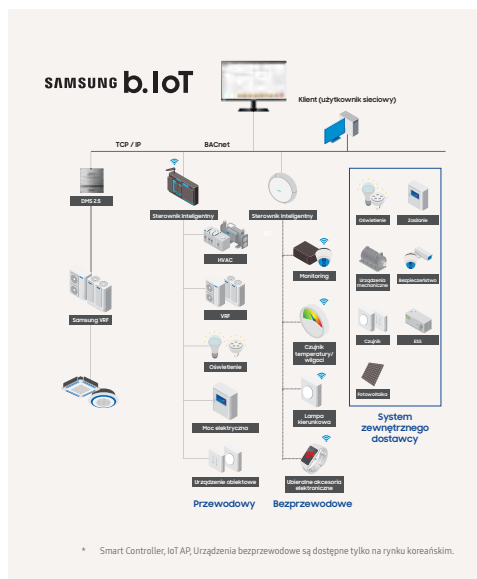 SAMSUNG b.IoT
Klient (użytkownik sieciowy)
TCP / IP
BACnet
DMS 2.5
Samsung VRF
Sterownik Inteligentny
HVAC
VRF
Oświetlenie
Moc elektryczna
Urządzenie obiektowe
Przewodowy
Sterownik Inteligentny
Monitoring
Czujnik
temperatury/
wilgoci
Lampa
kierunkowa
Ubieralne akcesoria
elektroniczne
Bezprzewodowe
Oświetlenie
Zasilanie
Urządzenia
mechaniczne
Bezpieczeństwo
Czujnik
ESS
Fotowoltaika
System
zewnętrznego
dostawcy
* Smart Controller, IoT AP, Urządzenia bezprzewodowe są dostępne tylko na rynku koreańskim.